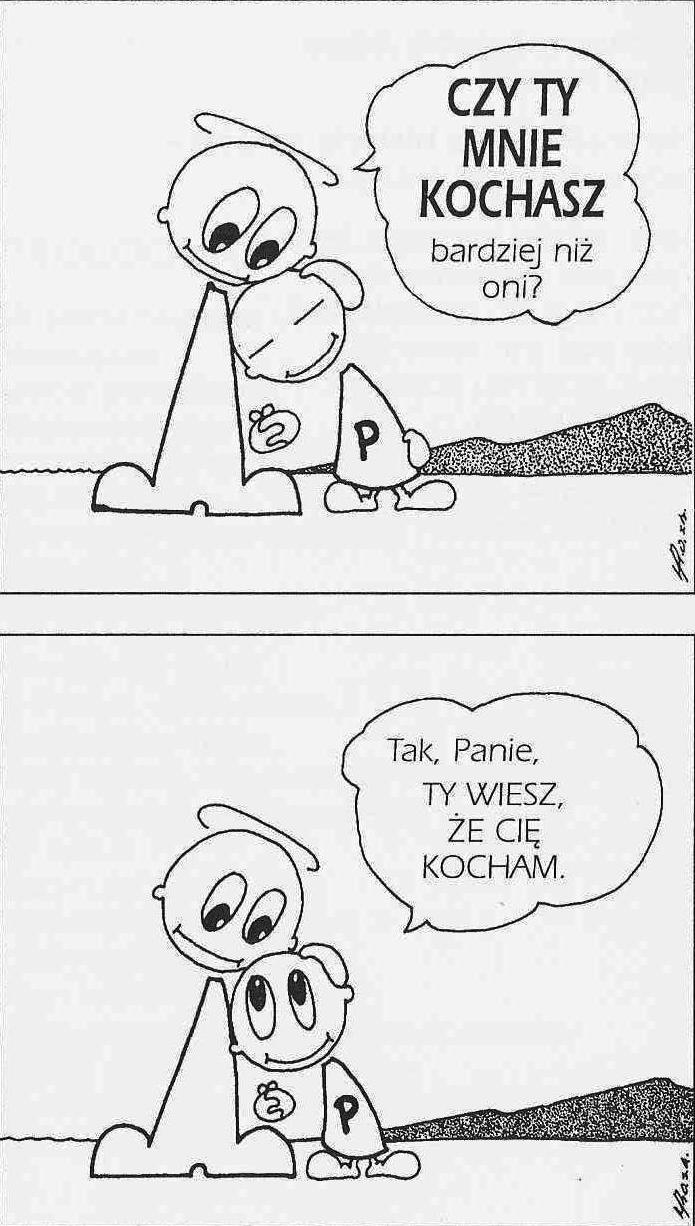 CZY TY
MNIE
KOCHASZ
bardziej niż
oni?
P
Tak, Panie,
TY WIESZ,
ŻE CIĘ
KOCHAM.
P